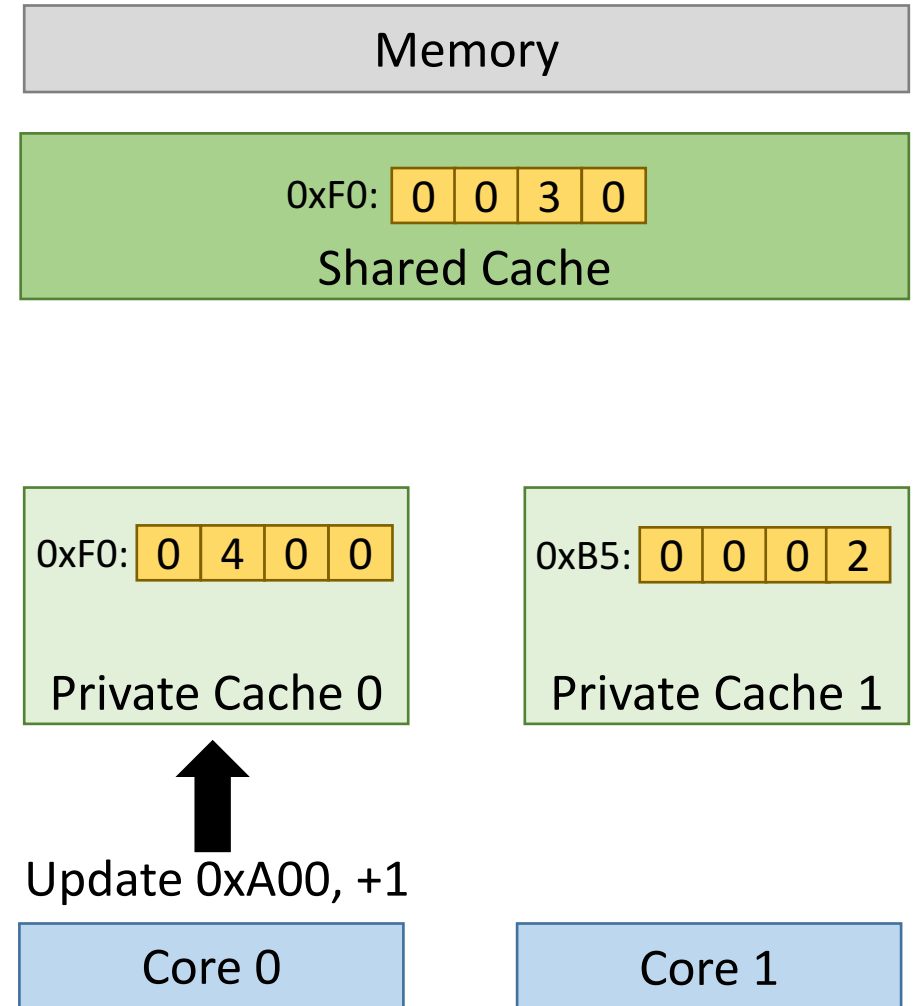 Memory
0xF0: 0 0 3 0
Shared Cache
0xF0: 0 4 0 0
Private Cache 0
0xB5: 0 0 0 2
Private Cache 1
Update 0xA00, +1
Core 0
Core 1